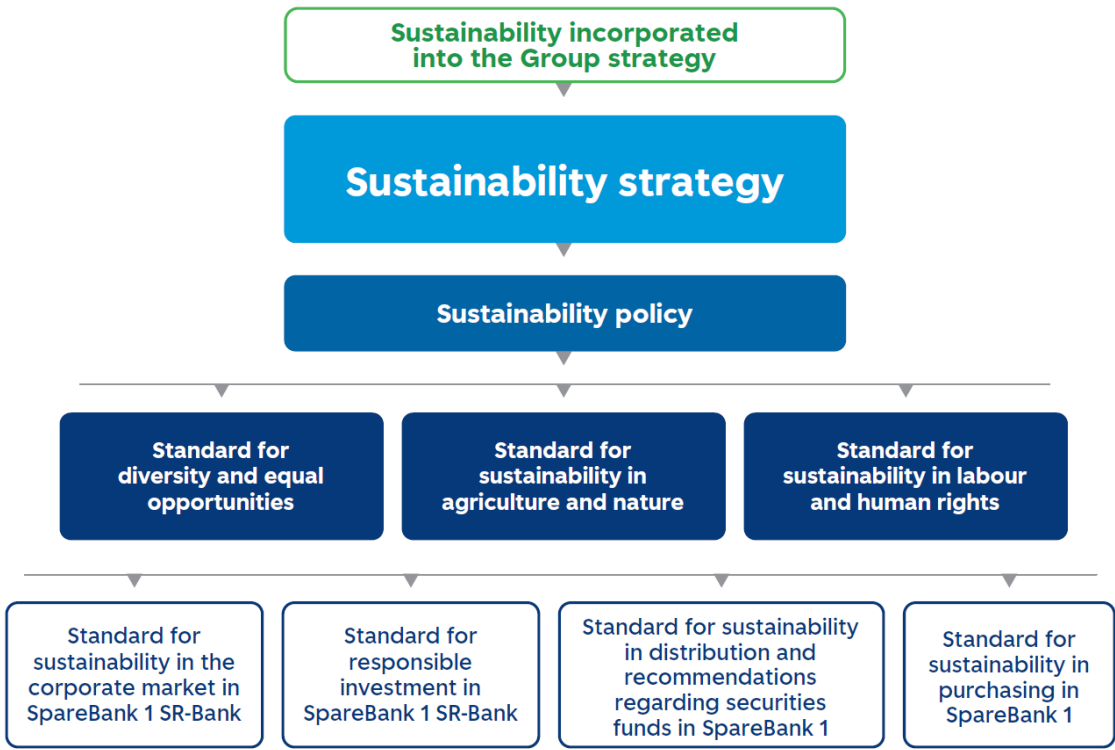 Sustainability incorporated
into the Group strategy
Sustainability strategy
Sustainability policy
Standard for
diversity and equal
opportunities
Standard for
sustainability in
agriculture and nature
Standard for
sustainability in labour
and human rights
Standard for
sustainability in the
corporate market in
SpareBank 1 SR-Bank
Standard for
responsible
investment in
SpareBank 1 SR-Bank
Standard for sustainability
in distribution and
recommendations
regarding securities
funds in SpareBank 1
Standard for
sustainability in
purchasing in
SpareBank 1